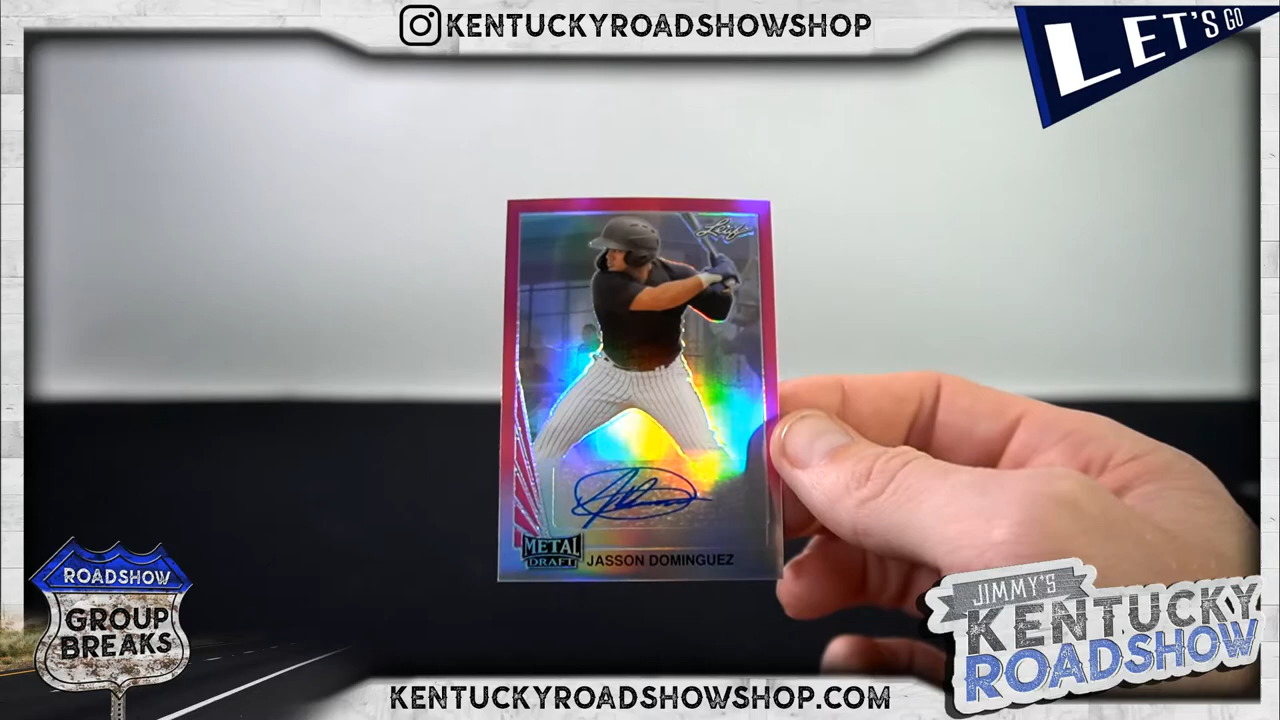 KENTUCKYROADSHOWSHOP
LET'S GO
Leaf
METAL
DRAFT
JASSON DOMINGUEZ
ROADSHOW
GROUP
BREAKS
JIMMY'S
KENTUCKY
ROADSHOW
KENTUCKYROADSHOWSHOP.COM